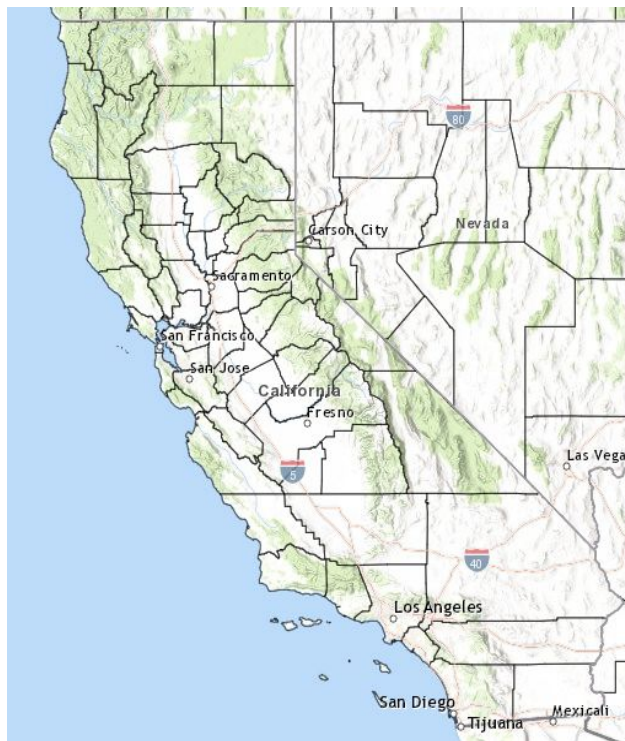 80
Nevada
Carson City
Sacramento
San Francisco
San Jose
California
Fresno
5
Las Vega
40
Los Angeles
San Diego
Mexicali
Tijuana